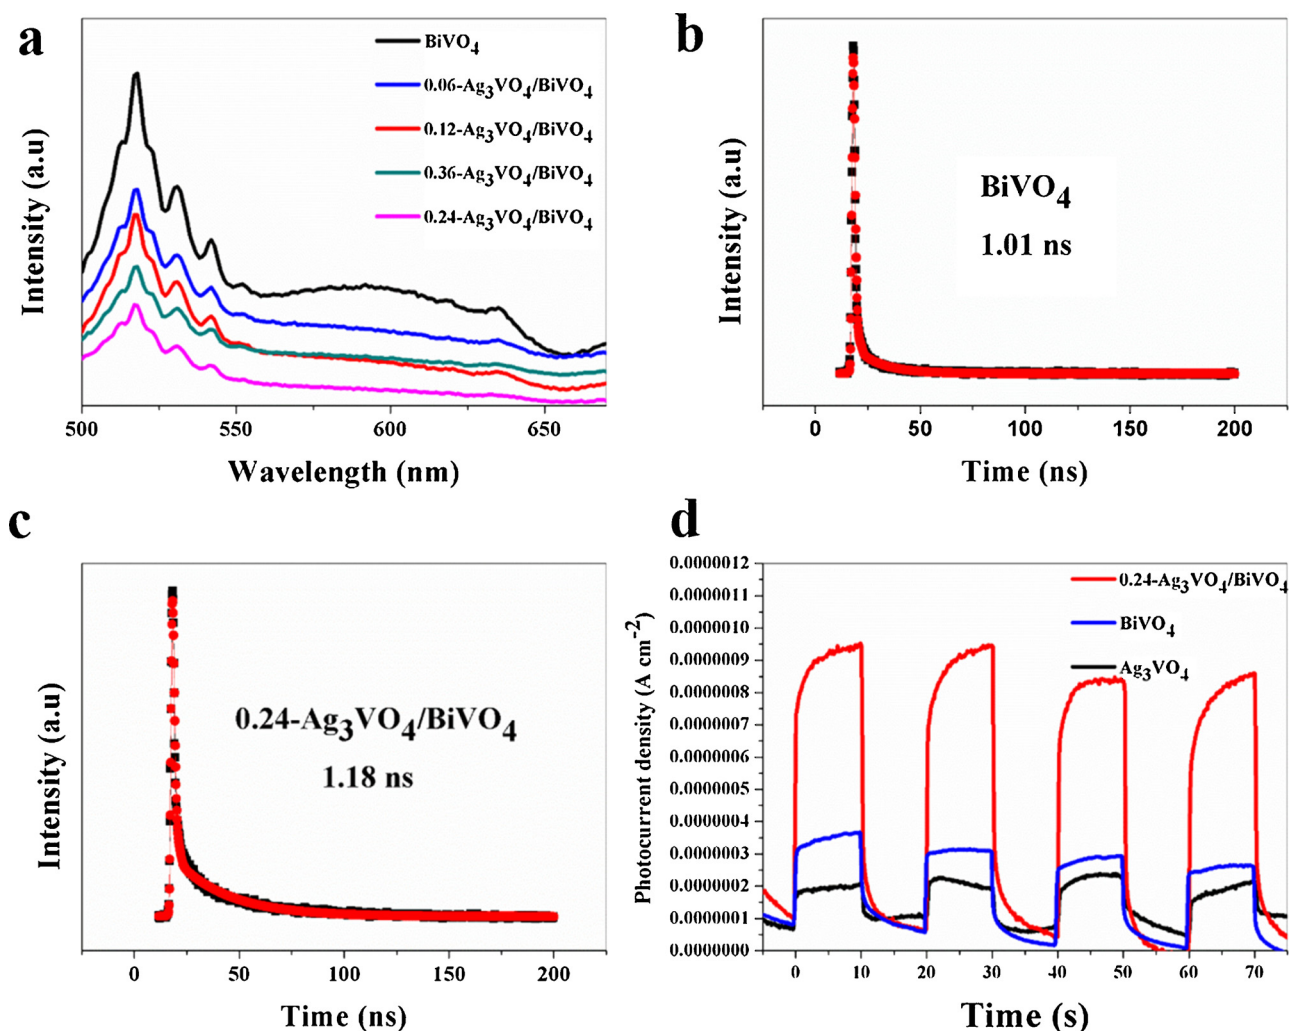 a
BiVO4
0.06-Ag3VO4/BiVO4
0.12-Ag3VO4/BiVO4
0.36-Ag3VO4/BiVO4
0.24-Ag3VO4/BiVO4
Intensity (a.u)
500 550 600 650
Wavelength (nm)
b
BiVO4
1.01 ns
Intensity (a.u)
0 50 100 150 200
Time (ns)
c
0.24-Ag3VO4/BiVO4
1.18 ns
Intensity (a.u)
0 50 100 150 200
Time (ns)
d
0.24-Ag3VO4/BiVO4
BiVO4
Ag3VO4
Photocurrent density (A cm-2)
0.0000012
0.0000011
0.0000010
0.0000009
0.0000008
0.0000007
0.0000006
0.0000005
0.0000004
0.0000003
0.0000002
0.0000001
0.0000000
0 10 20 30 40 50 60 70
Time (s)